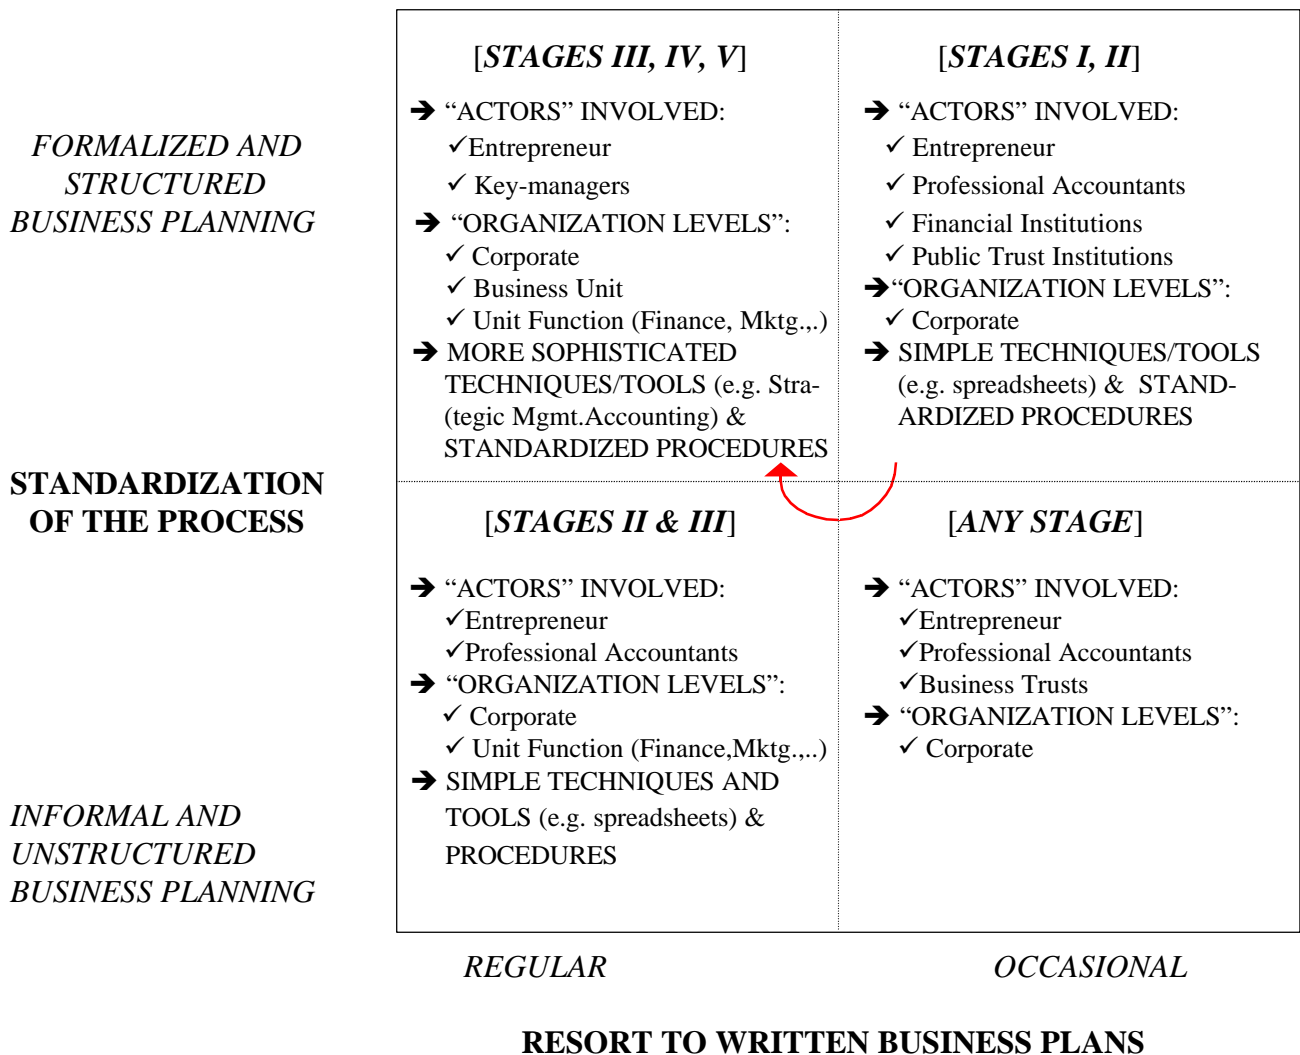 [STAGES III, IV, V]
➔ “ACTORS” INVOLVED:
✓Entrepreneur
✓ Key-managers
➔ “ORGANIZATION LEVELS”:
✓ Corporate
✓ Business Unit
✓ Unit Function (Finance, Mktg.,.)
➔ MORE SOPHISTICATED
TECHNIQUES/TOOLS (e.g. Stra-
(tegic Mgmt.Accounting) &
STANDARDIZED PROCEDURES
[STAGES I, II]
➔ “ACTORS” INVOLVED:
✓ Entrepreneur
✓ Professional Accountants
✓ Financial Institutions
✓ Public Trust Institutions
➔“ORGANIZATION LEVELS”:
✓ Corporate
➔ SIMPLE TECHNIQUES/TOOLS
(e.g. spreadsheets) & STAND-
ARDIZED PROCEDURES
FORMALIZED AND
STRUCTURED
BUSINESS PLANNING
STANDARDIZATION
OF THE PROCESS
[STAGES II & III]
➔ “ACTORS” INVOLVED:
✓Entrepreneur
✓Professional Accountants
➔ “ORGANIZATION LEVELS”:
✓ Corporate
✓ Unit Function (Finance,Mktg.,..)
➔ SIMPLE TECHNIQUES AND
TOOLS (e.g. spreadsheets) &
PROCEDURES
[ANY STAGE]
➔ “ACTORS” INVOLVED:
✓Entrepreneur
✓Professional Accountants
✓Business Trusts
➔ “ORGANIZATION LEVELS”:
✓ Corporate
INFORMAL AND
UNSTRUCTURED
BUSINESS PLANNING
REGULAR
OCCASIONAL
RESORT TO WRITTEN BUSINESS PLANS